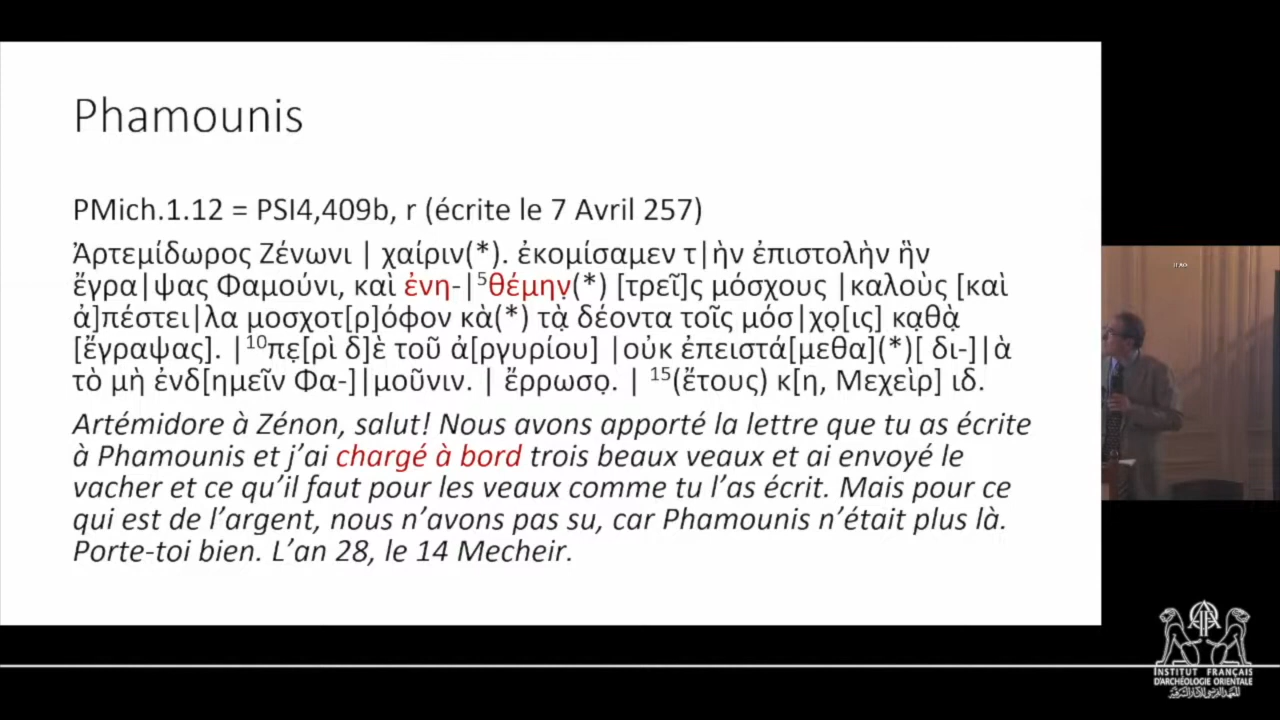 Phamounis
PMich.1.12 = PSI4,409b, r (écrite le 7 Avril 257)
Ἀρτεμίδωρος Ζένωνι | χαίριν(*). ἐκομίσαμεν τ|ὴν ἐπιστολὴν ἣν
ἔγρα|ψας Φαμούνι, καὶ ἐνη-|⁵θέμην̣(*) [τρεῖ]ς μόσχους |καλοὺς [καὶ
ἀ]πέστει|λα μοσχοτ[ρ]όφον κὰ(*) τὰ̣ δέοντα τοῖς μόσ|χο̣[ις] κα̣θὰ̣
[ἔγραψας]. |¹⁰πε̣[ρὶ δ]ὲ τοῦ ἀ[ργυρίου] |οὐκ ἐπειστά[μεθα](*)[ δι-]|ὰ
τὸ μὴ ἐνδ[ημεῖν Φα-]|μοῦνιν. | ἔρρωσο̣. | ¹⁵(ἔτους) κ[η, Μεχεὶρ] ιδ.
Artémidore à Zénon, salut! Nous avons apporté la lettre que tu as écrite
à Phamounis et j’ai chargé à bord trois beaux veaux et ai envoyé le
vacher et ce qu’il faut pour les veaux comme tu l’as écrit. Mais pour ce
qui est de l’argent, nous n’avons pas su, car Phamounis n’était plus là.
Porte-toi bien. L’an 28, le 14 Mecheir.
INSTITUT FRANÇAIS
D'ARCHÉOLOGIE ORIENTALE